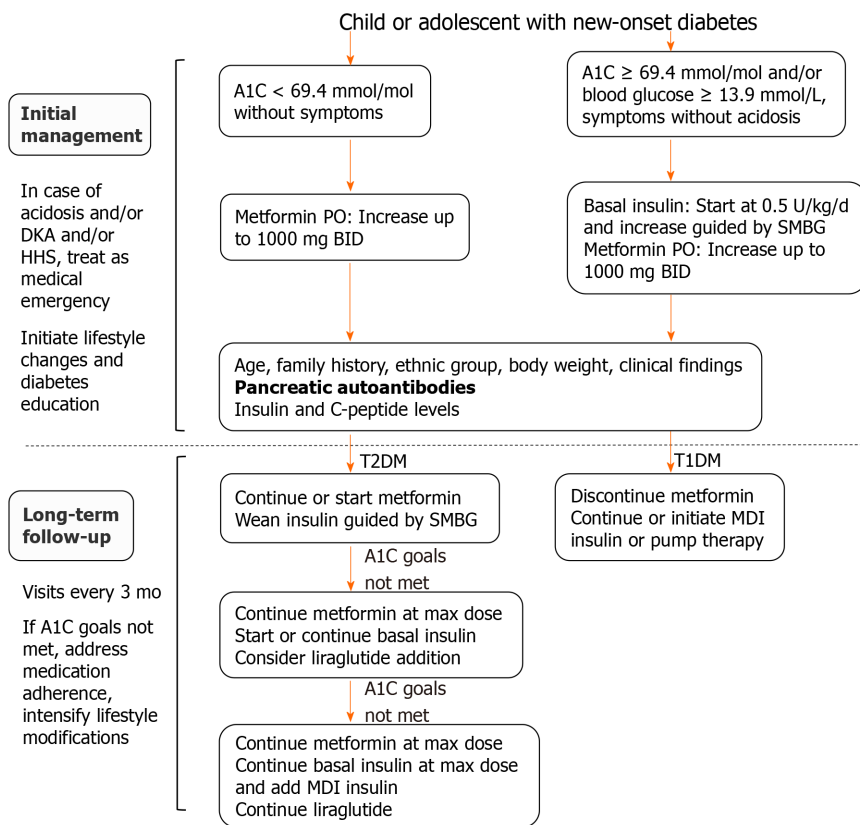 Child or adolescent with new-onset diabetes
Initial
management
In case of
acidosis and/or
DKA and/or
HHS, treat as
medical
emergency
Initiate lifestyle
changes and
diabetes
education
A1C < 69.4 mmol/mol
without symptoms
A1C ≥ 69.4 mmol/mol and/or
blood glucose ≥ 13.9 mmol/L,
symptoms without acidosis
Metformin PO: Increase up
to 1000 mg BID
Basal insulin: Start at 0.5 U/kg/d
and increase guided by SMBG
Metformin PO: Increase up to
1000 mg BID
Age, family history, ethnic group, body weight, clinical findings
Pancreatic autoantibodies
Insulin and C-peptide levels
Long-term
follow-up
Visits every 3 mo
If A1C goals not
met, address
medication
adherence,
intensify lifestyle
modifications
T2DM
Continue or start metformin
Wean insulin guided by SMBG
T1DM
Discontinue metformin
Continue or initiate MDI
insulin or pump therapy
A1C goals
not met
Continue metformin at max dose
Start or continue basal insulin
Consider liraglutide addition
A1C goals
not met
Continue metformin at max dose
Continue basal insulin at max dose
and add MDI insulin
Continue liraglutide